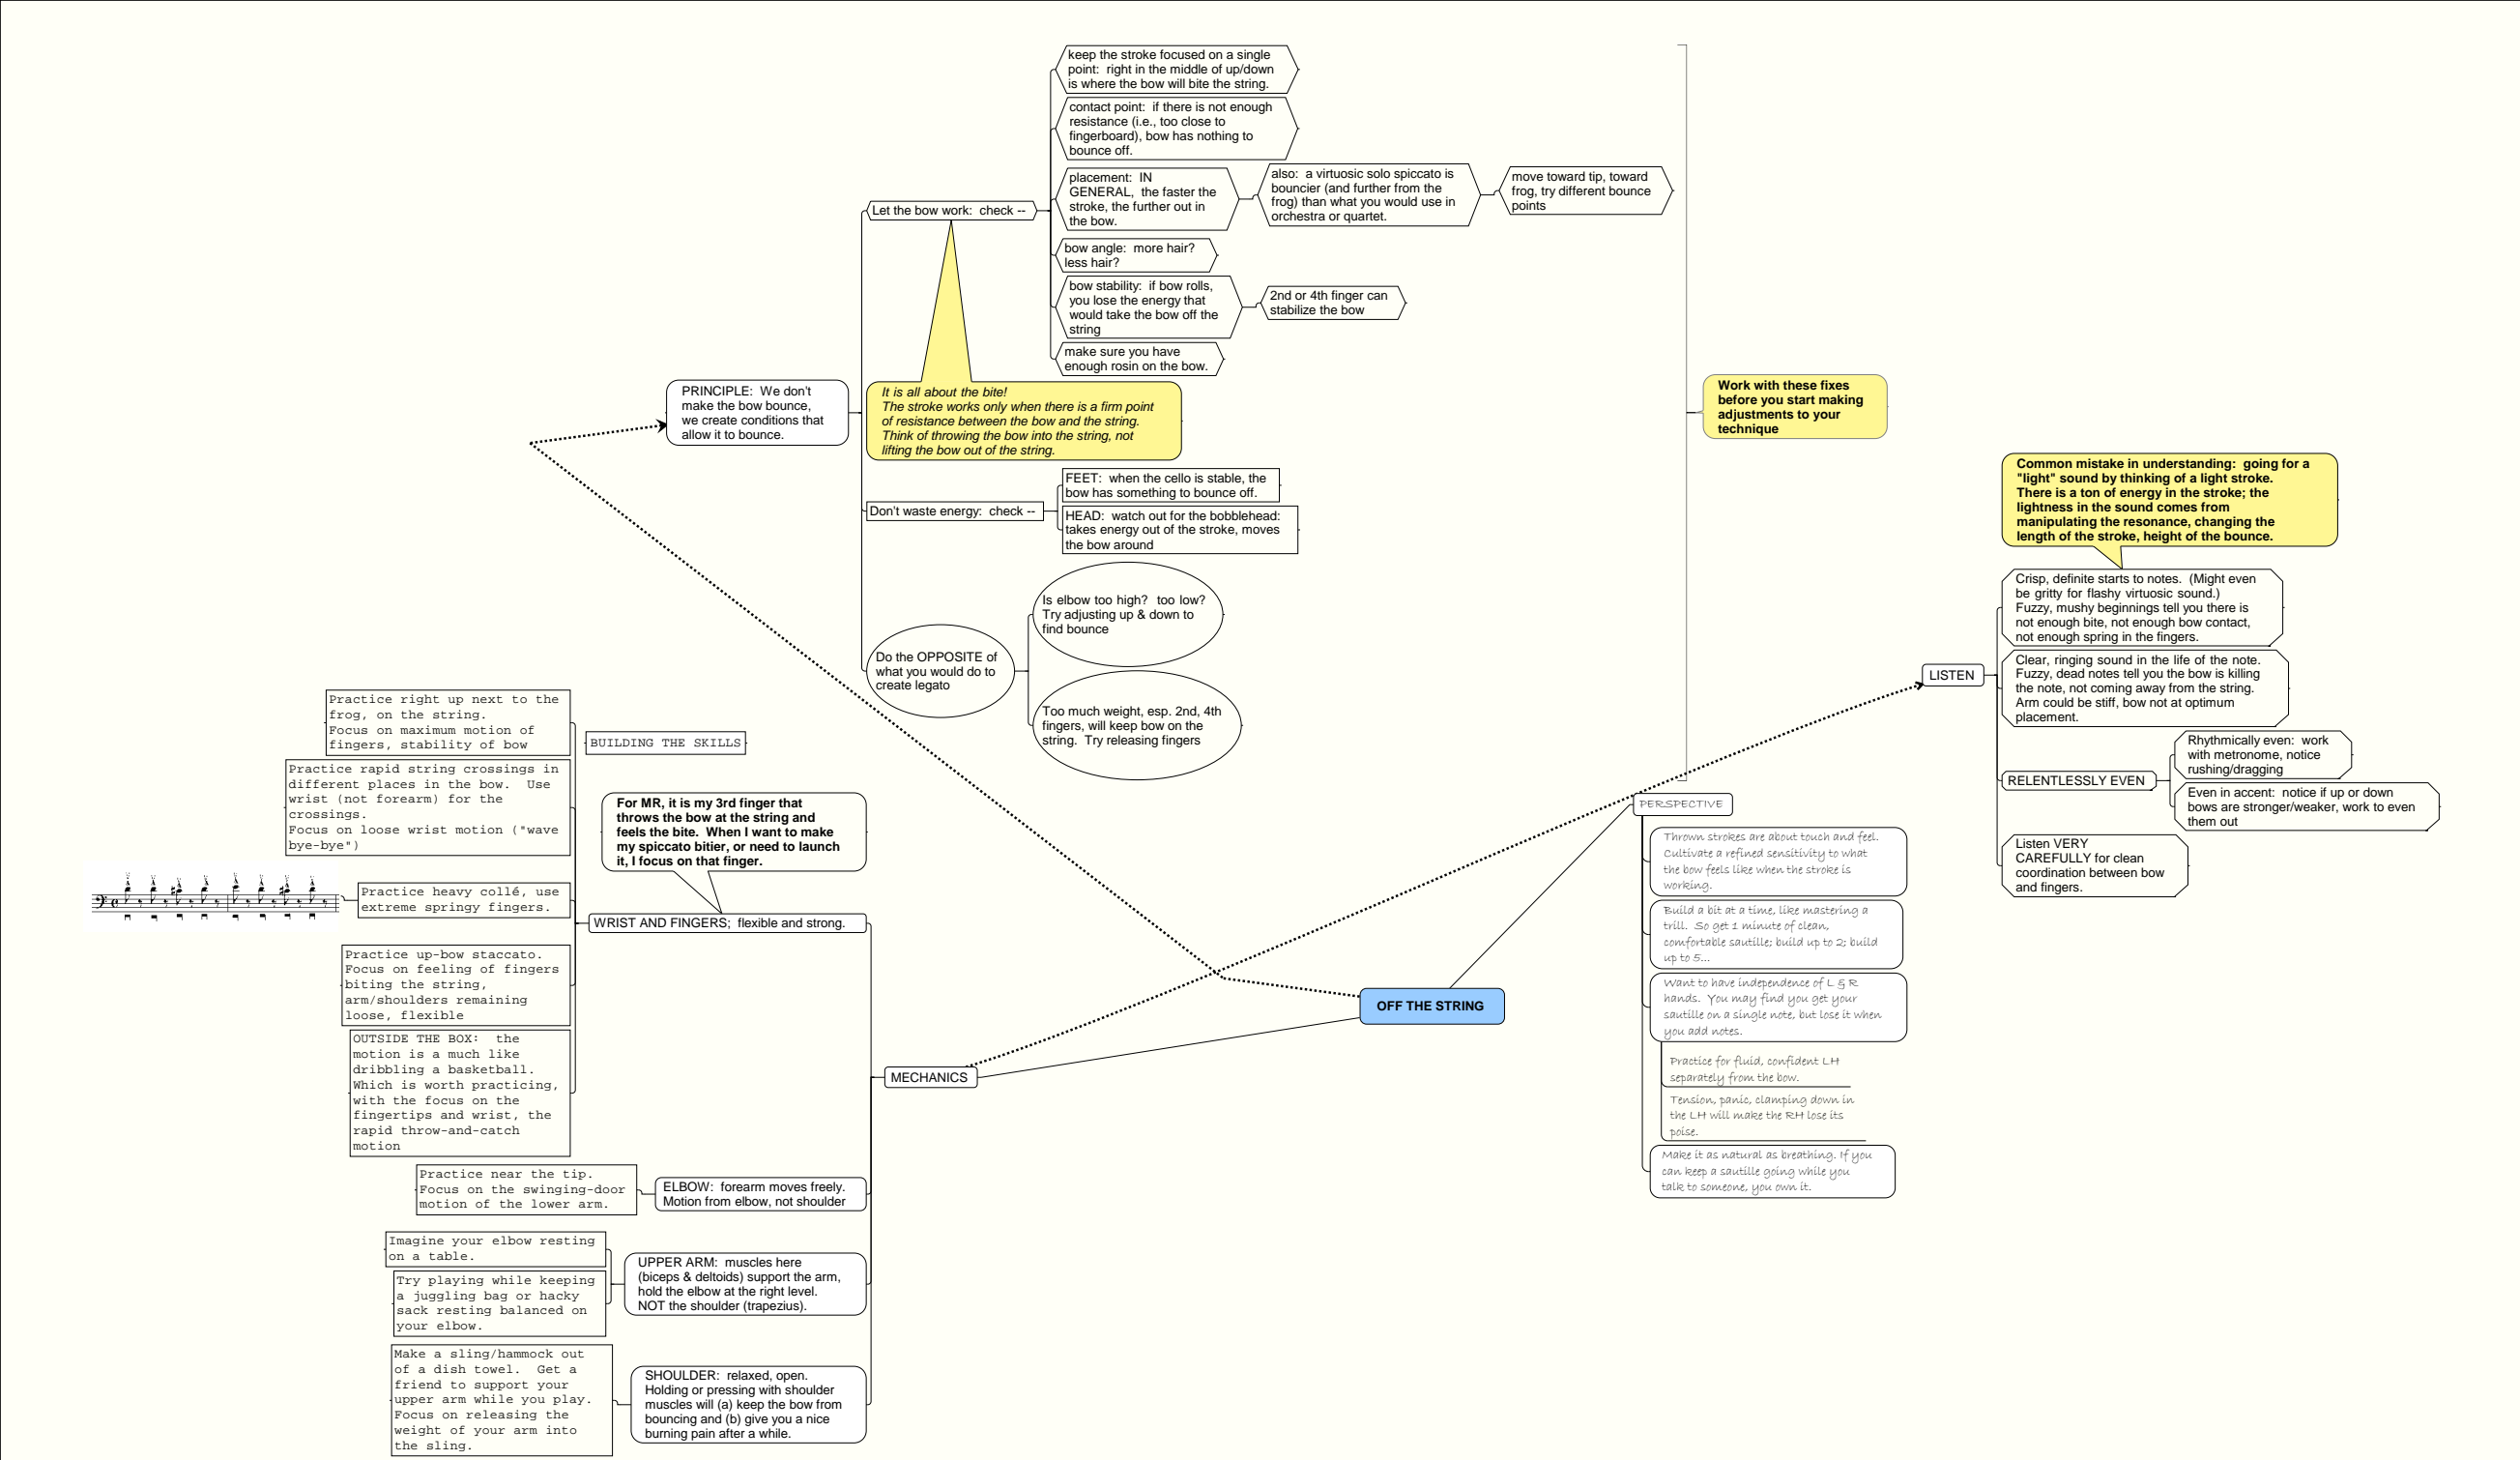 keep the stroke focused on a single
point:  right in the middle of up/down
is where the bow will bite the string.
contact point:  if there is not enough
resistance (i.e., too close to
fingerboard), bow has nothing to
bounce off.
placement:  IN
GENERAL,  the faster the
stroke, the further out in
the bow.
also:  a virtuosic solo spiccato is
bouncier (and further from the
frog) than what you would use in
orchestra or quartet.
move toward tip, toward
frog, try different bounce
points
Let the bow work:  check --
bow angle:  more hair?
less hair?
bow stability:  if bow rolls,
you lose the energy that
would take the bow off the
string
2nd or 4th finger can
stabilize the bow
make sure you have
enough rosin on the bow.
PRINCIPLE:  We don't
make the bow bounce,
we create conditions that
allow it to bounce.
It is all about the bite!
The stroke works only when there is a firm point
of resistance between the bow and the string.
Think of throwing the bow into the string, not
lifting the bow out of the string.
Work with these fixes
before you start making
adjustments to your
technique
Don't waste energy:  check --
FEET:  when the cello is stable, the
bow has something to bounce off.
HEAD:  watch out for the bobblehead:
takes energy out of the stroke, moves
the bow around
Do the OPPOSITE of
what you would do to
create legato
Is elbow too high?  too low?
Try adjusting up & down to
find bounce
Too much weight, esp. 2nd, 4th
fingers, will keep bow on the
string.  Try releasing fingers
Common mistake in understanding:  going for a
"light" sound by thinking of a light stroke.
There is a ton of energy in the stroke; the
lightness in the sound comes from
manipulating the resonance, changing the
length of the stroke, height of the bounce.
LISTEN
Crisp, definite starts to notes.  (Might even
be gritty for flashy virtuosic sound.)
Fuzzy, mushy beginnings tell you there is
not enough bite, not enough bow contact,
not enough spring in the fingers.
Clear, ringing sound in the life of the note.
Fuzzy, dead notes tell you the bow is killing
the note, not coming away from the string.
Arm could be stiff, bow not at optimum
placement.
RELENTLESSLY EVEN
Rhythmically even:  work
with metronome, notice
rushing/dragging
Even in accent:  notice if up or down
bows are stronger/weaker, work to even
them out
Listen VERY
CAREFULLY for clean
coordination between bow
and fingers.
OFF THE STRING
PERSPECTIVE
Thrown strokes are about touch and feel.
Cultivate a refined sensitivity to what
the bow feels like when the stroke is
working.
Build a bit at a time, like mastering a
trill.  So get 1 minute of clean,
comfortable sautille; build up to 2; build
up to 5...
Want to have independence of L & R
hands.  You may find you get your
sautille on a single note, but lose it when
you add notes.
Practice for fluid, confident LH
separately from the bow.
Tension, panic, clamping down in
the LH will make the RH lose its
poise.
Make it as natural as breathing. If you
can keep a sautille going while you
talk to someone, you own it.
MECHANICS
BUILDING THE SKILLS
For MR, it is my 3rd finger that
throws the bow at the string and
feels the bite.  When I want to make
my spiccato bitier, or need to launch
it, I focus on that finger.
WRIST AND FINGERS;  flexible and strong.
Practice right up next to the
frog, on the string.
Focus on maximum motion of
fingers, stability of bow
Practice rapid string crossings in
different places in the bow.  Use
wrist (not forearm) for the
crossings.
Focus on loose wrist motion ("wave
bye-bye")
Practice heavy collé, use
extreme springy fingers.
Practice up-bow staccato.
Focus on feeling of fingers
biting the string,
arm/shoulders remaining
loose, flexible
OUTSIDE THE BOX:  the
motion is a much like
dribbling a basketball.
Which is worth practicing,
with the focus on the
fingertips and wrist, the
rapid throw-and-catch
motion
ELBOW:  forearm moves freely.
Motion from elbow, not shoulder
Practice near the tip.
Focus on the swinging-door
motion of the lower arm.
UPPER ARM:  muscles here
(biceps & deltoids) support the arm,
hold the elbow at the right level.
NOT the shoulder (trapezius).
Imagine your elbow resting
on a table.
Try playing while keeping
a juggling bag or hacky
sack resting balanced on
your elbow.
SHOULDER:  relaxed, open.
Holding or pressing with shoulder
muscles will (a) keep the bow from
bouncing and (b) give you a nice
burning pain after a while.
Make a sling/hammock out
of a dish towel.  Get a
friend to support your
upper arm while you play.
Focus on releasing the
weight of your arm into
the sling.